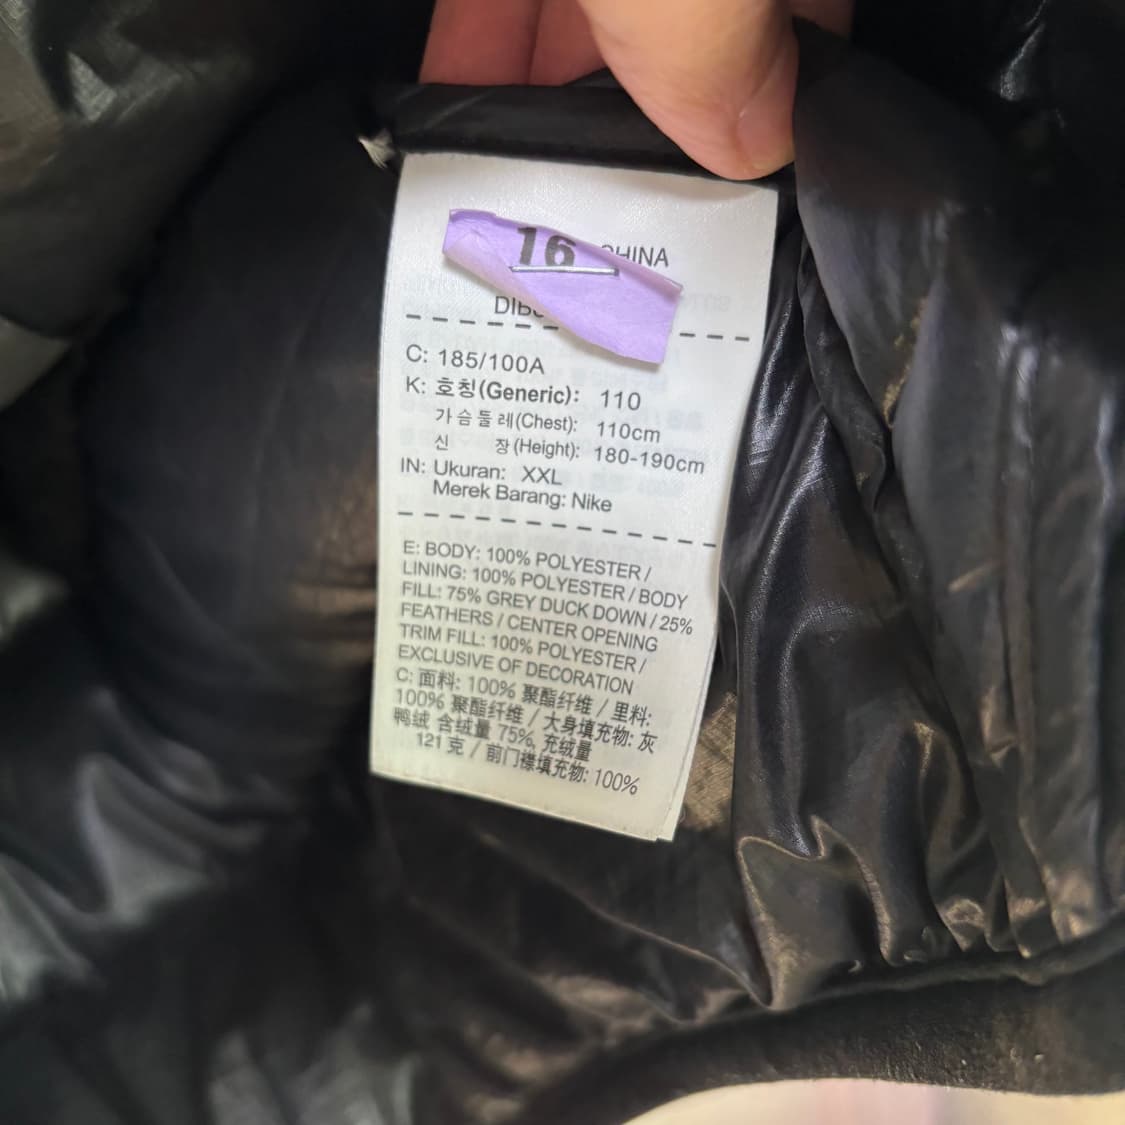 16
CHINA
C: 185/100A
K: 호칭(Generic): 110
가슴둘레(Chest): 110cm
신 장(Height): 180-190cm
IN: Ukuran: XXL
Merek Barang: Nike
E: BODY: 100% POLYESTER /
LINING: 100% POLYESTER / BODY
FILL: 75% GREY DUCK DOWN / 25%
FEATHERS / CENTER OPENING
TRIM FILL: 100% POLYESTER /
EXCLUSIVE OF DECORATION
C: 面料: 100% 聚酯纤维 / 里料:
100% 聚酯纤维 / 大身填充物: 灰
鸭绒 含绒量 75%, 充绒量
121 克 / 前门襟填充物: 100%